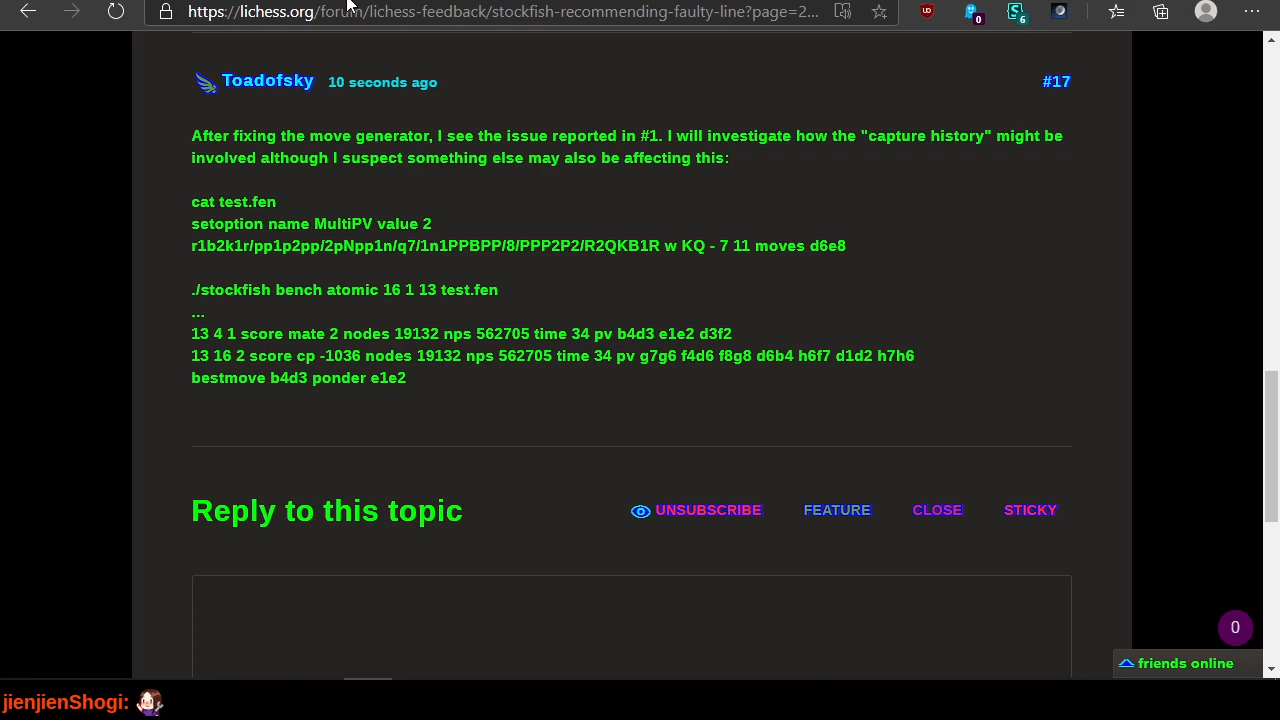 https://lichess.org/forum/lichess-feedback/stockfish-recommending-faulty-line?page=2...
0
6
Toadofsky 10 seconds ago #17
After fixing the move generator, I see the issue reported in #1. I will investigate how the "capture history" might be
involved although I suspect something else may also be affecting this:
cat test.fen
setoption name MultiPV value 2
r1b2k1r/pp1p2pp/2pNpp1n/q7/1n1PPBPP/8/PPP2P2/R2QKB1R w KQ - 7 11 moves d6e8
./stockfish bench atomic 16 1 13 test.fen
...
13 4 1 score mate 2 nodes 19132 nps 562705 time 34 pv b4d3 e1e2 d3f2
13 16 2 score cp -1036 nodes 19132 nps 562705 time 34 pv g7g6 f4d6 f8g8 d6b4 h6f7 d1d2 h7h6
bestmove b4d3 ponder e1e2
Reply to this topic
UNSUBSCRIBE FEATURE CLOSE STICKY
0
friends online
jienjienShogi: